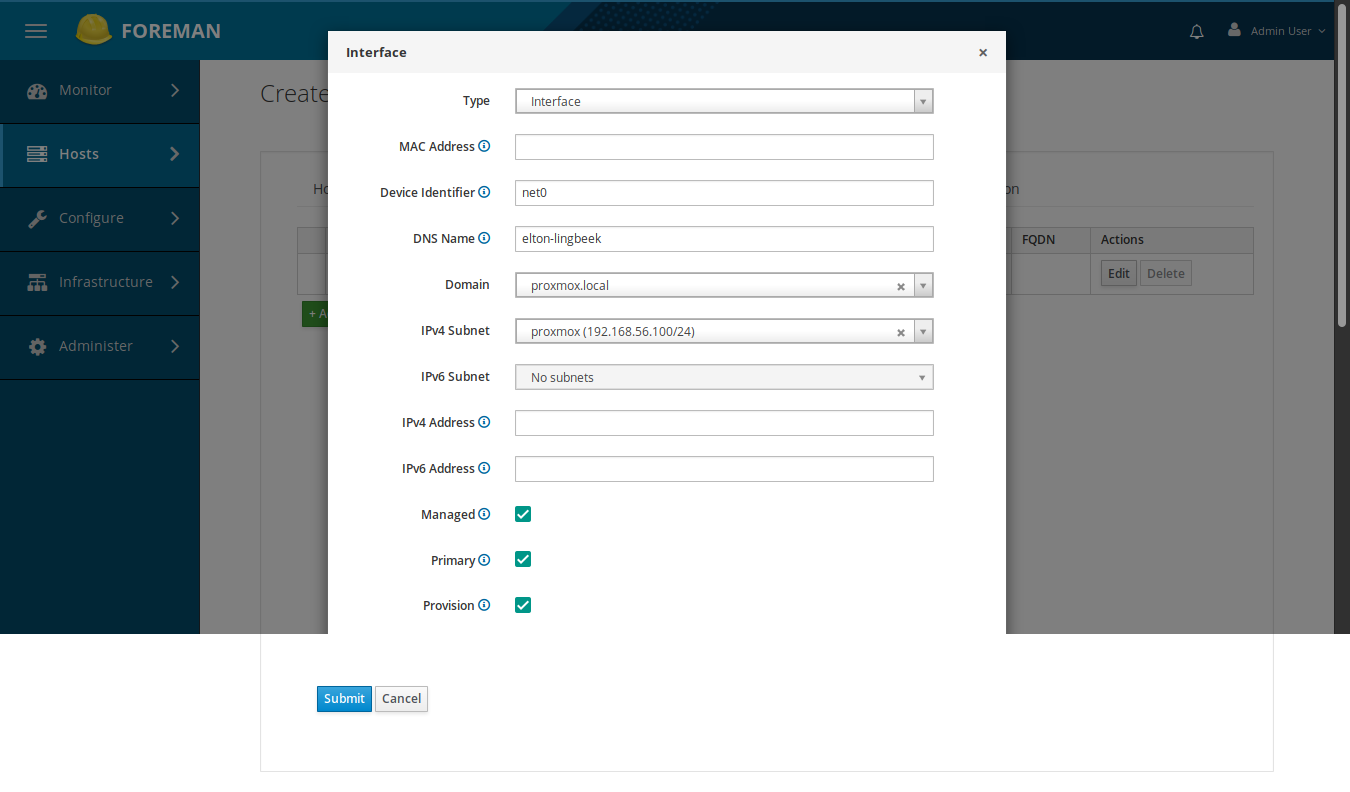 FOREMAN
Admin User
Interface
×
Monitor
Hosts
Configure
Infrastructure
Administer
Create
Type Interface
MAC Address
Device Identifier net0
DNS Name elton-lingbeek
Domain proxmox.local ×
IPv4 Subnet proxmox (192.168.56.100/24) ×
IPv6 Subnet No subnets
IPv4 Address
IPv6 Address
Managed
Primary
Provision
FQDN Actions
Edit Delete
Submit Cancel